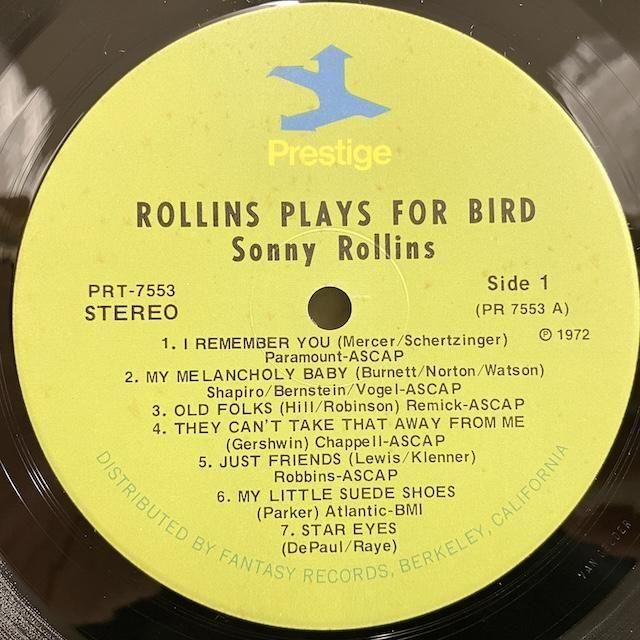 Prestige
ROLLINS PLAYS FOR BIRD
Sonny Rollins
PRT-7553
STEREO
Side 1
(PR 7553 A)
℗ 1972
1. I REMEMBER YOU (Mercer/Schertzinger)
Paramount-ASCAP
2. MY MELANCHOLY BABY (Burnett/Norton/Watson)
Shapiro/Bernstein/Vogel-ASCAP
3. OLD FOLKS (Hill/Robinson) Remick-ASCAP
4. THEY CAN'T TAKE THAT AWAY FROM ME
(Gershwin) Chappell-ASCAP
5. JUST FRIENDS (Lewis/Klenner)
Robbins-ASCAP
6. MY LITTLE SUEDE SHOES
(Parker) Atlantic-BMI
7. STAR EYES
(DePaul/Raye)
DISTRIBUTED BY FANTASY RECORDS, BERKELEY, CALIFORNIA